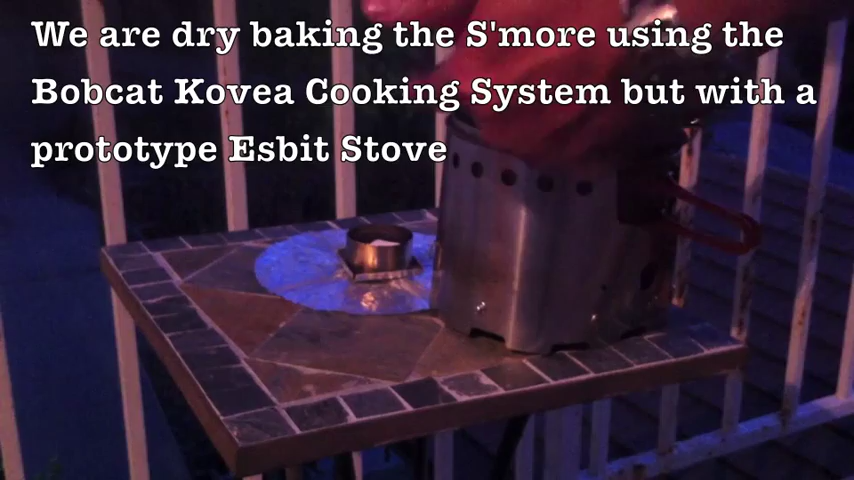 We are dry baking the S'more using the
Bobcat Kovea Cooking System but with a
prototype Esbit Stove